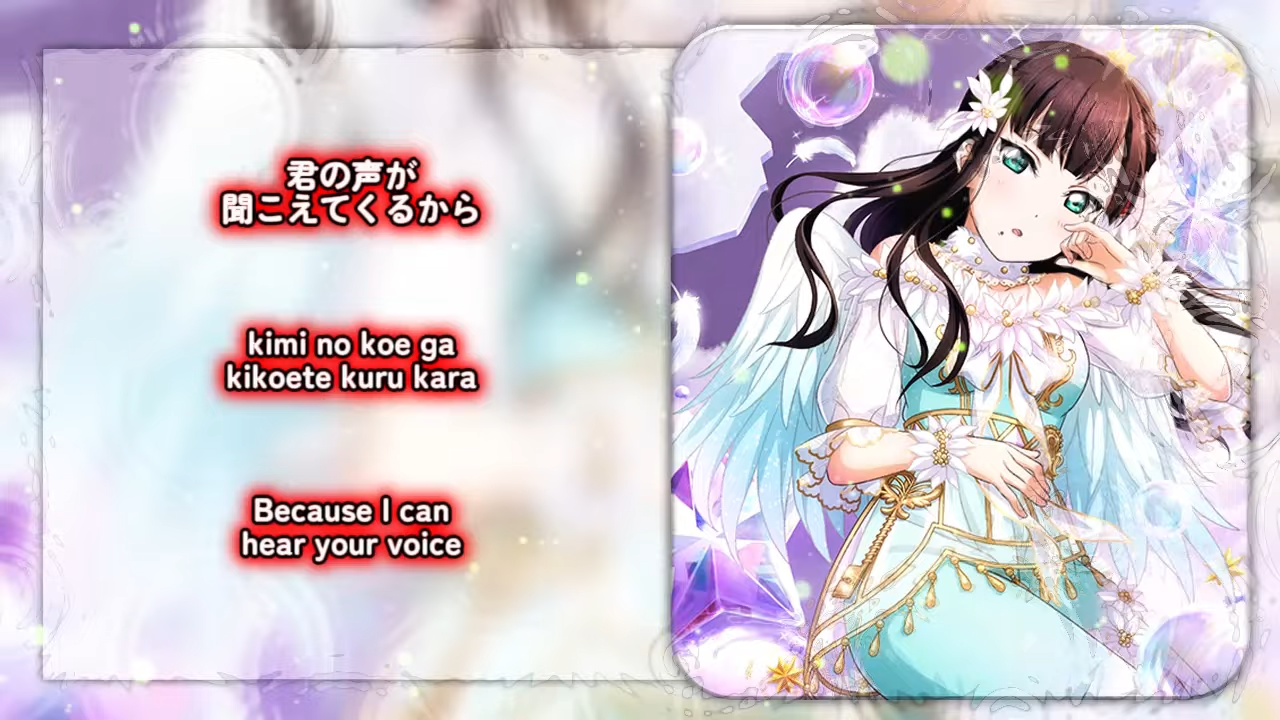 君の声が
聞こえてくるから
kimi no koe ga
kikoete kuru kara
Because I can
hear your voice